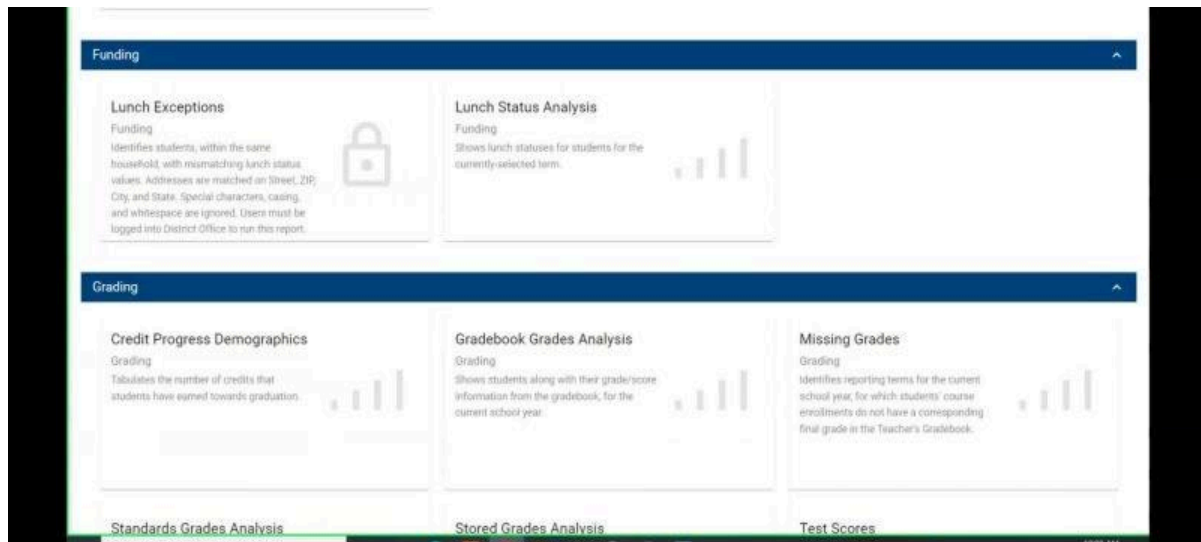 Funding
Lunch Exceptions
Funding
Identifies students, within the same
household, with mismatching lunch status
values. Addresses are matched on Street, ZIP,
City, and State. Special characters, casing,
and whitespace are ignored. Users must be
logged into District Office to run this report.
Lunch Status Analysis
Funding
Shows lunch statuses for students for the
currently-selected term.
Grading
Credit Progress Demographics
Grading
Tabulates the number of credits that
students have earned towards graduation.
Gradebook Grades Analysis
Grading
Shows students along with their grade/score
information from the gradebook, for the
current school year.
Missing Grades
Grading
Identifies reporting terms for the current
school year, for which students' course
enrollments do not have a corresponding
final grade in the Teacher's Gradebook.
Standards Grades Analysis
Stored Grades Analysis
Test Scores